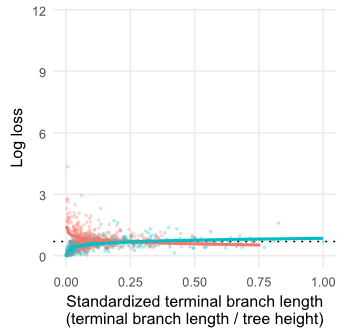 12
9
6
3
0
Log loss
0.00 0.25 0.50 0.75 1.00
Standardized terminal branch length
(terminal branch length / tree height)